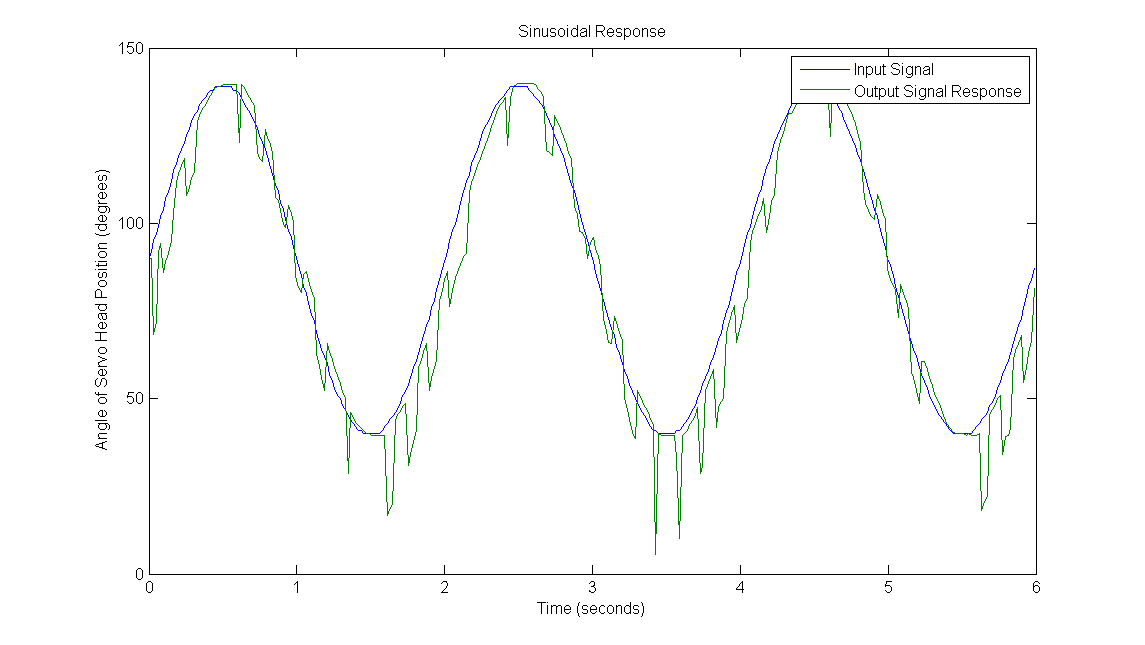 Sinusoidal Response
150
Input Signal
Output Signal Response
100
50
0
Angle of Servo Head Position (degrees)
0 1 2 3 4 5 6
Time (seconds)